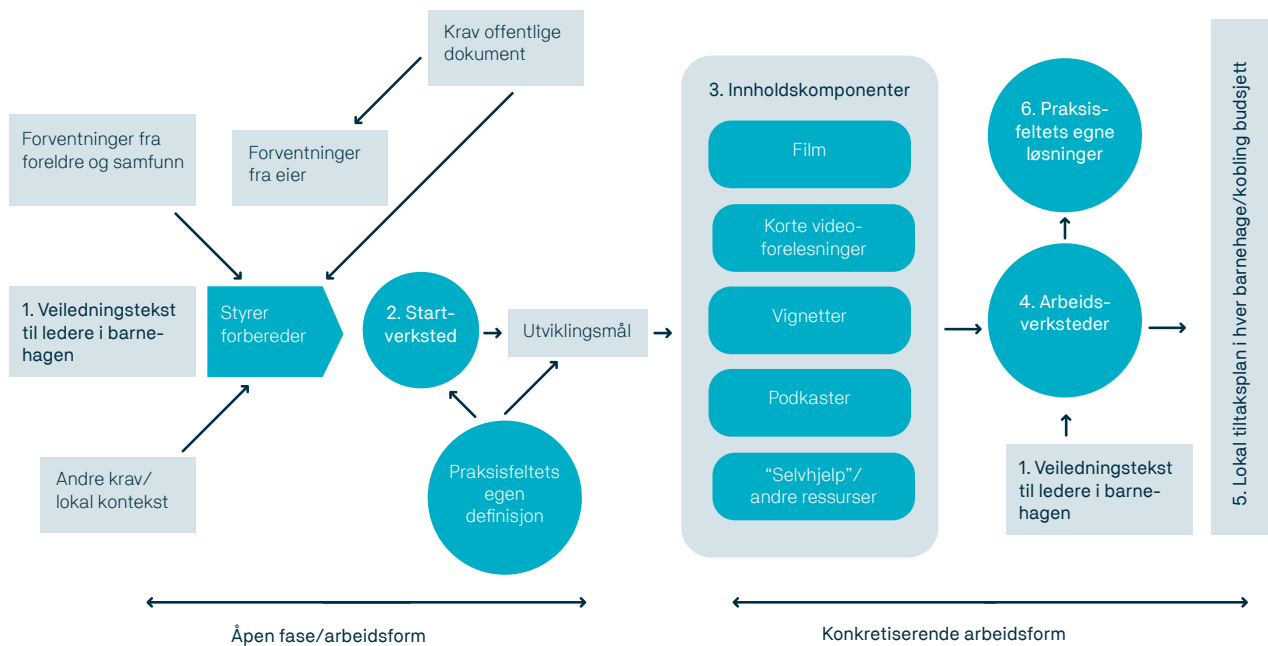 Krav offentlige
dokument
Forventninger fra
foreldre og samfunn
Forventninger
fra eier
1. Veiledningstekst
til ledere i barne-
hagen
Styrer
forbereder
2. Start-
verksted
Utviklingsmål
Andre krav/
lokal kontekst
Praksisfeltets
egen
definisjon
Åpen fase/arbeidsform
3. Innholdskomponenter
Film
Korte video-
forelesninger
Vignetter
Podkaster
“Selvhjelp”/
andre ressurser
6. Praksis-
feltets egne
løsninger
4. Arbeids-
verksteder
1. Veiledningstekst
til ledere i barne-
hagen
5. Lokal tiltaksplan i hver barnehage/kobling budsjett
Konkretiserende arbeidsform